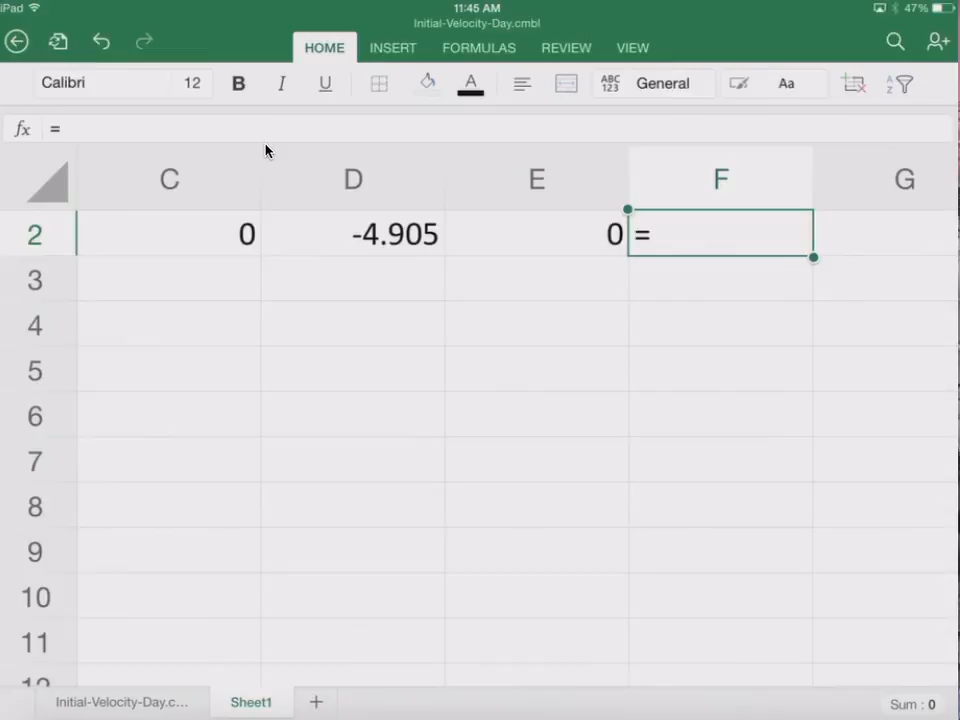 iPad 11:45 AM 47%
Initial-Velocity-Day.cmbl
HOME INSERT FORMULAS REVIEW VIEW
Calibri 12 B I U A ABC 123 General Aa A Z
fx =
C D E F G
2 0 -4.905 0 =
3
4
5
6
7
8
9
10
11
12
Initial-Velocity-Day.c... Sheet1 + Sum : 0